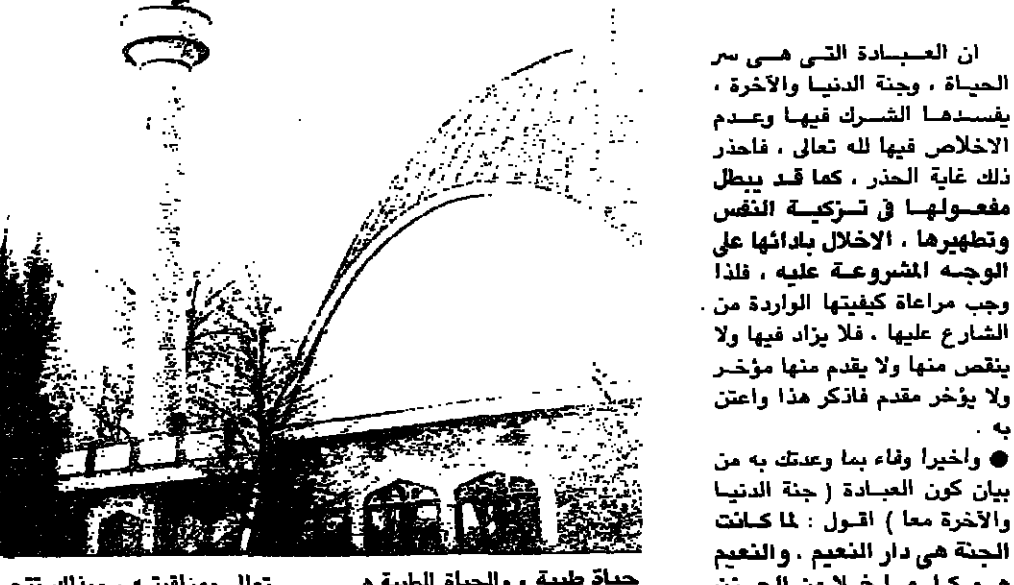 ان العبادة التى هى سر
الحياة ، وجنة الدنيا والآخرة ،
يفسدها الشرك فيها وعدم
الاخلاص فيها لله تعالى ، فاحذر
ذلك غاية الحذر ، كما قد يبطل
مفعولها في تزكية النفس
وتطهيرها ، الاخلال بادائها على
الوجه المشروعة عليه ، فلذا
وجب مراعاة كيفيتها الواردة من
الشارع عليها ، فلا يزاد فيها ولا
ينقص منها ولا يقدم منها مؤخر
ولا يؤخر مقدم فاذكر هذا واعتن
به .
● واخيرا وفاء بما وعدتك به من
بيان كون العبادة ( جنة الدنيا
والآخرة معا ) اقول : لما كانت
الجنة هى دار النعيم ، والنعيم
حياة طيبة ، والحياة الطيبة هى